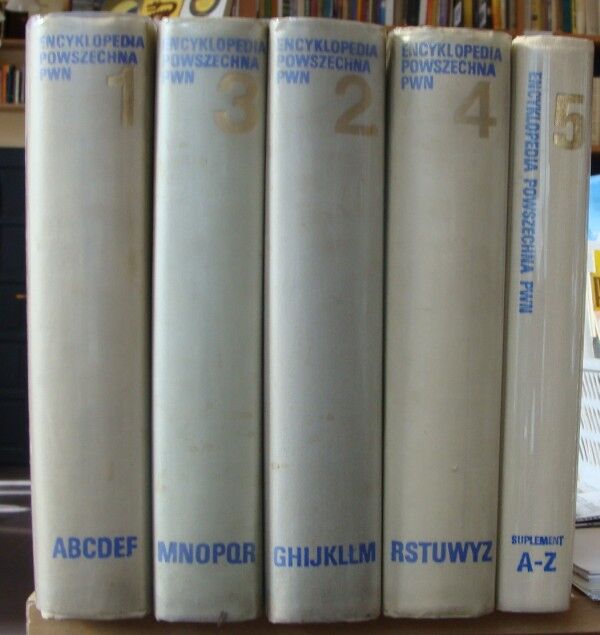 ENCYKLOPEDIA
POWSZECHNA
PWN
1
ABCDEF
ENCYKLOPEDIA
POWSZECHNA
PWN
3
MNOPQR
ENCYKLOPEDIA
POWSZECHNA
PWN
2
GHIJKLŁM
ENCYKLOPEDIA
POWSZECHNA
PWN
4
RSTUWYZ
5
ENCYKLOPEDIA POWSZECHNA PWN
SUPLEMENT
A-Z